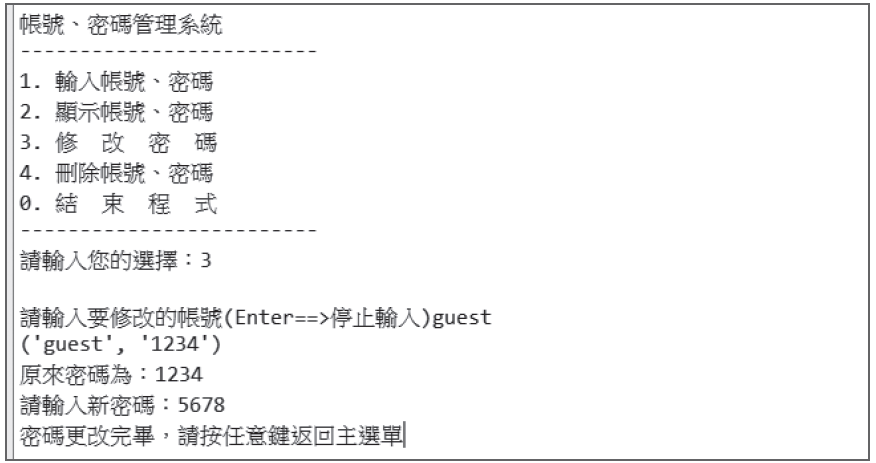 帳號、密碼管理系統
-------------------------
1. 輸入帳號、密碼
2. 顯示帳號、密碼
3. 修 改 密 碼
4. 刪除帳號、密碼
0. 結 束 程 式
-------------------------
請輸入您的選擇：3
請輸入要修改的帳號(Enter==>停止輸入)guest
('guest', '1234')
原來密碼為：1234
請輸入新密碼：5678
密碼更改完畢，請按任意鍵返回主選單